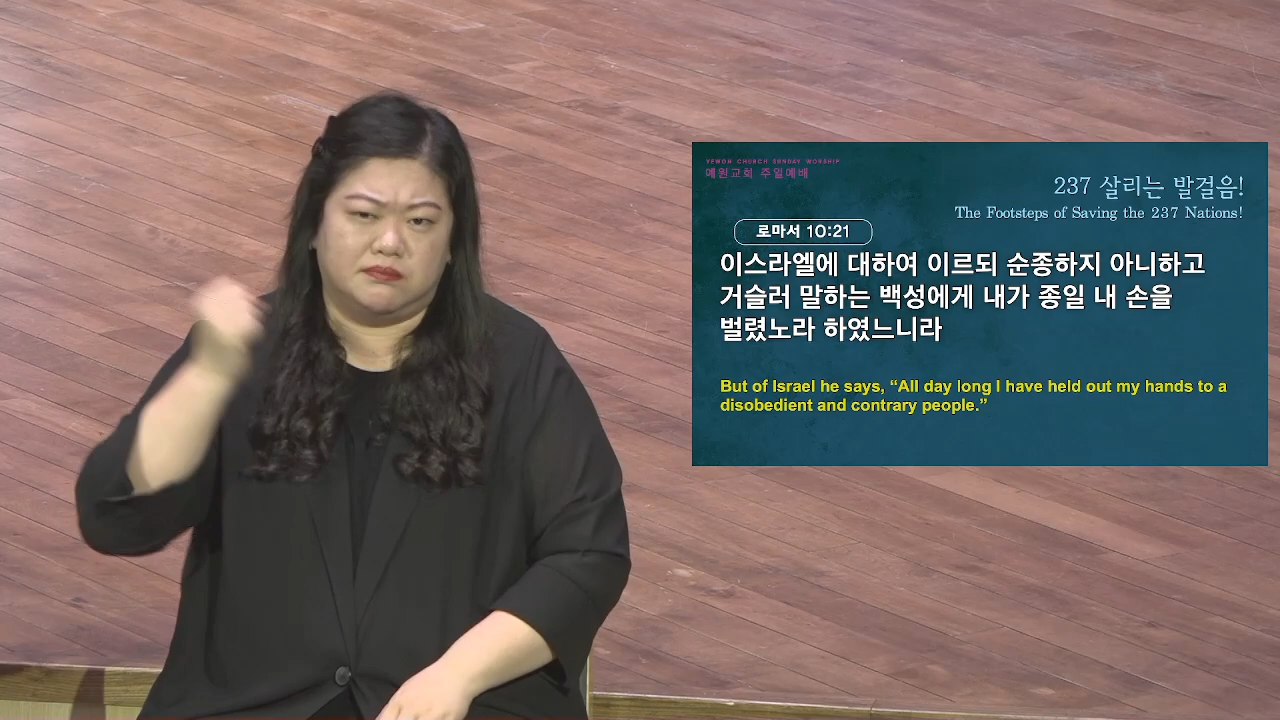 YEWON CHURCH SUNDAY WORSHIP
예원교회 주일예배
237 살리는 발걸음!
The Footsteps of Saving the 237 Nations!
로마서 10:21
이스라엘에 대하여 이르되 순종하지 아니하고
거슬러 말하는 백성에게 내가 종일 내 손을
벌렸노라 하였느니라
But of Israel he says, “All day long I have held out my hands to a
disobedient and contrary people.”